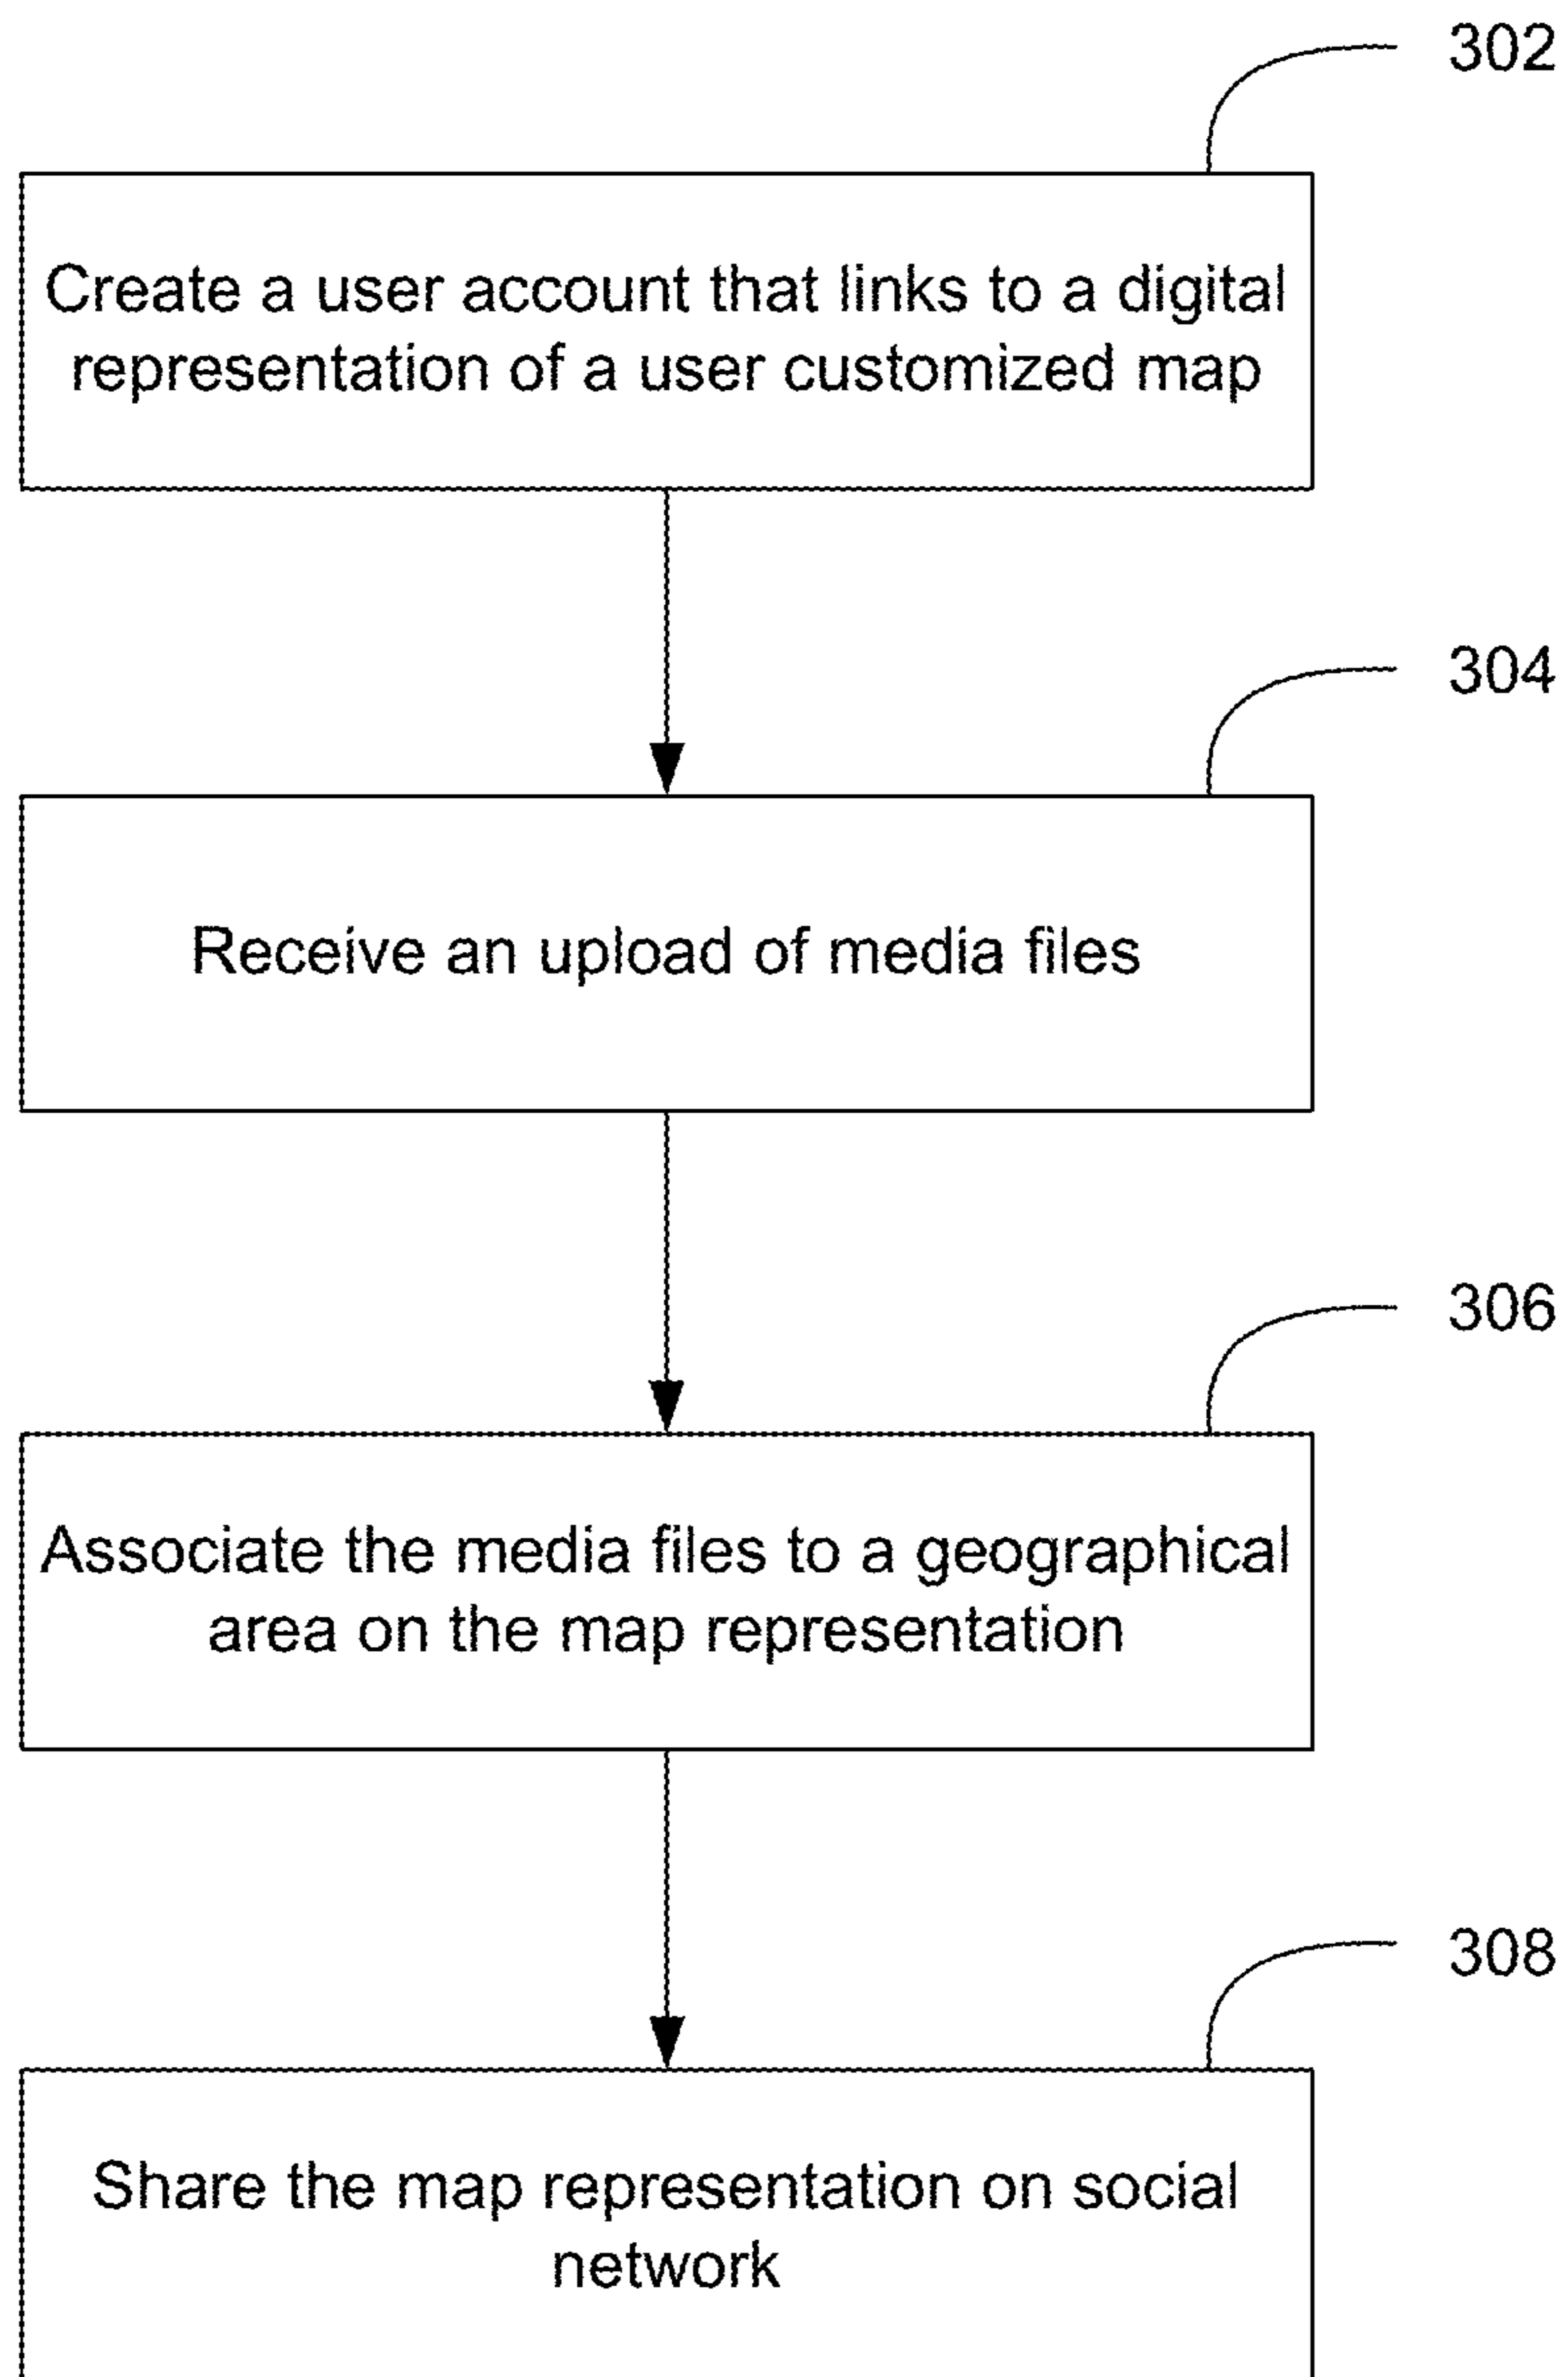 302
Create a user account that links to a digital
representation of a user customized map
304
Receive an upload of media files
306
Associate the media files to a geographical
area on the map representation
308
Share the map representation on social
network